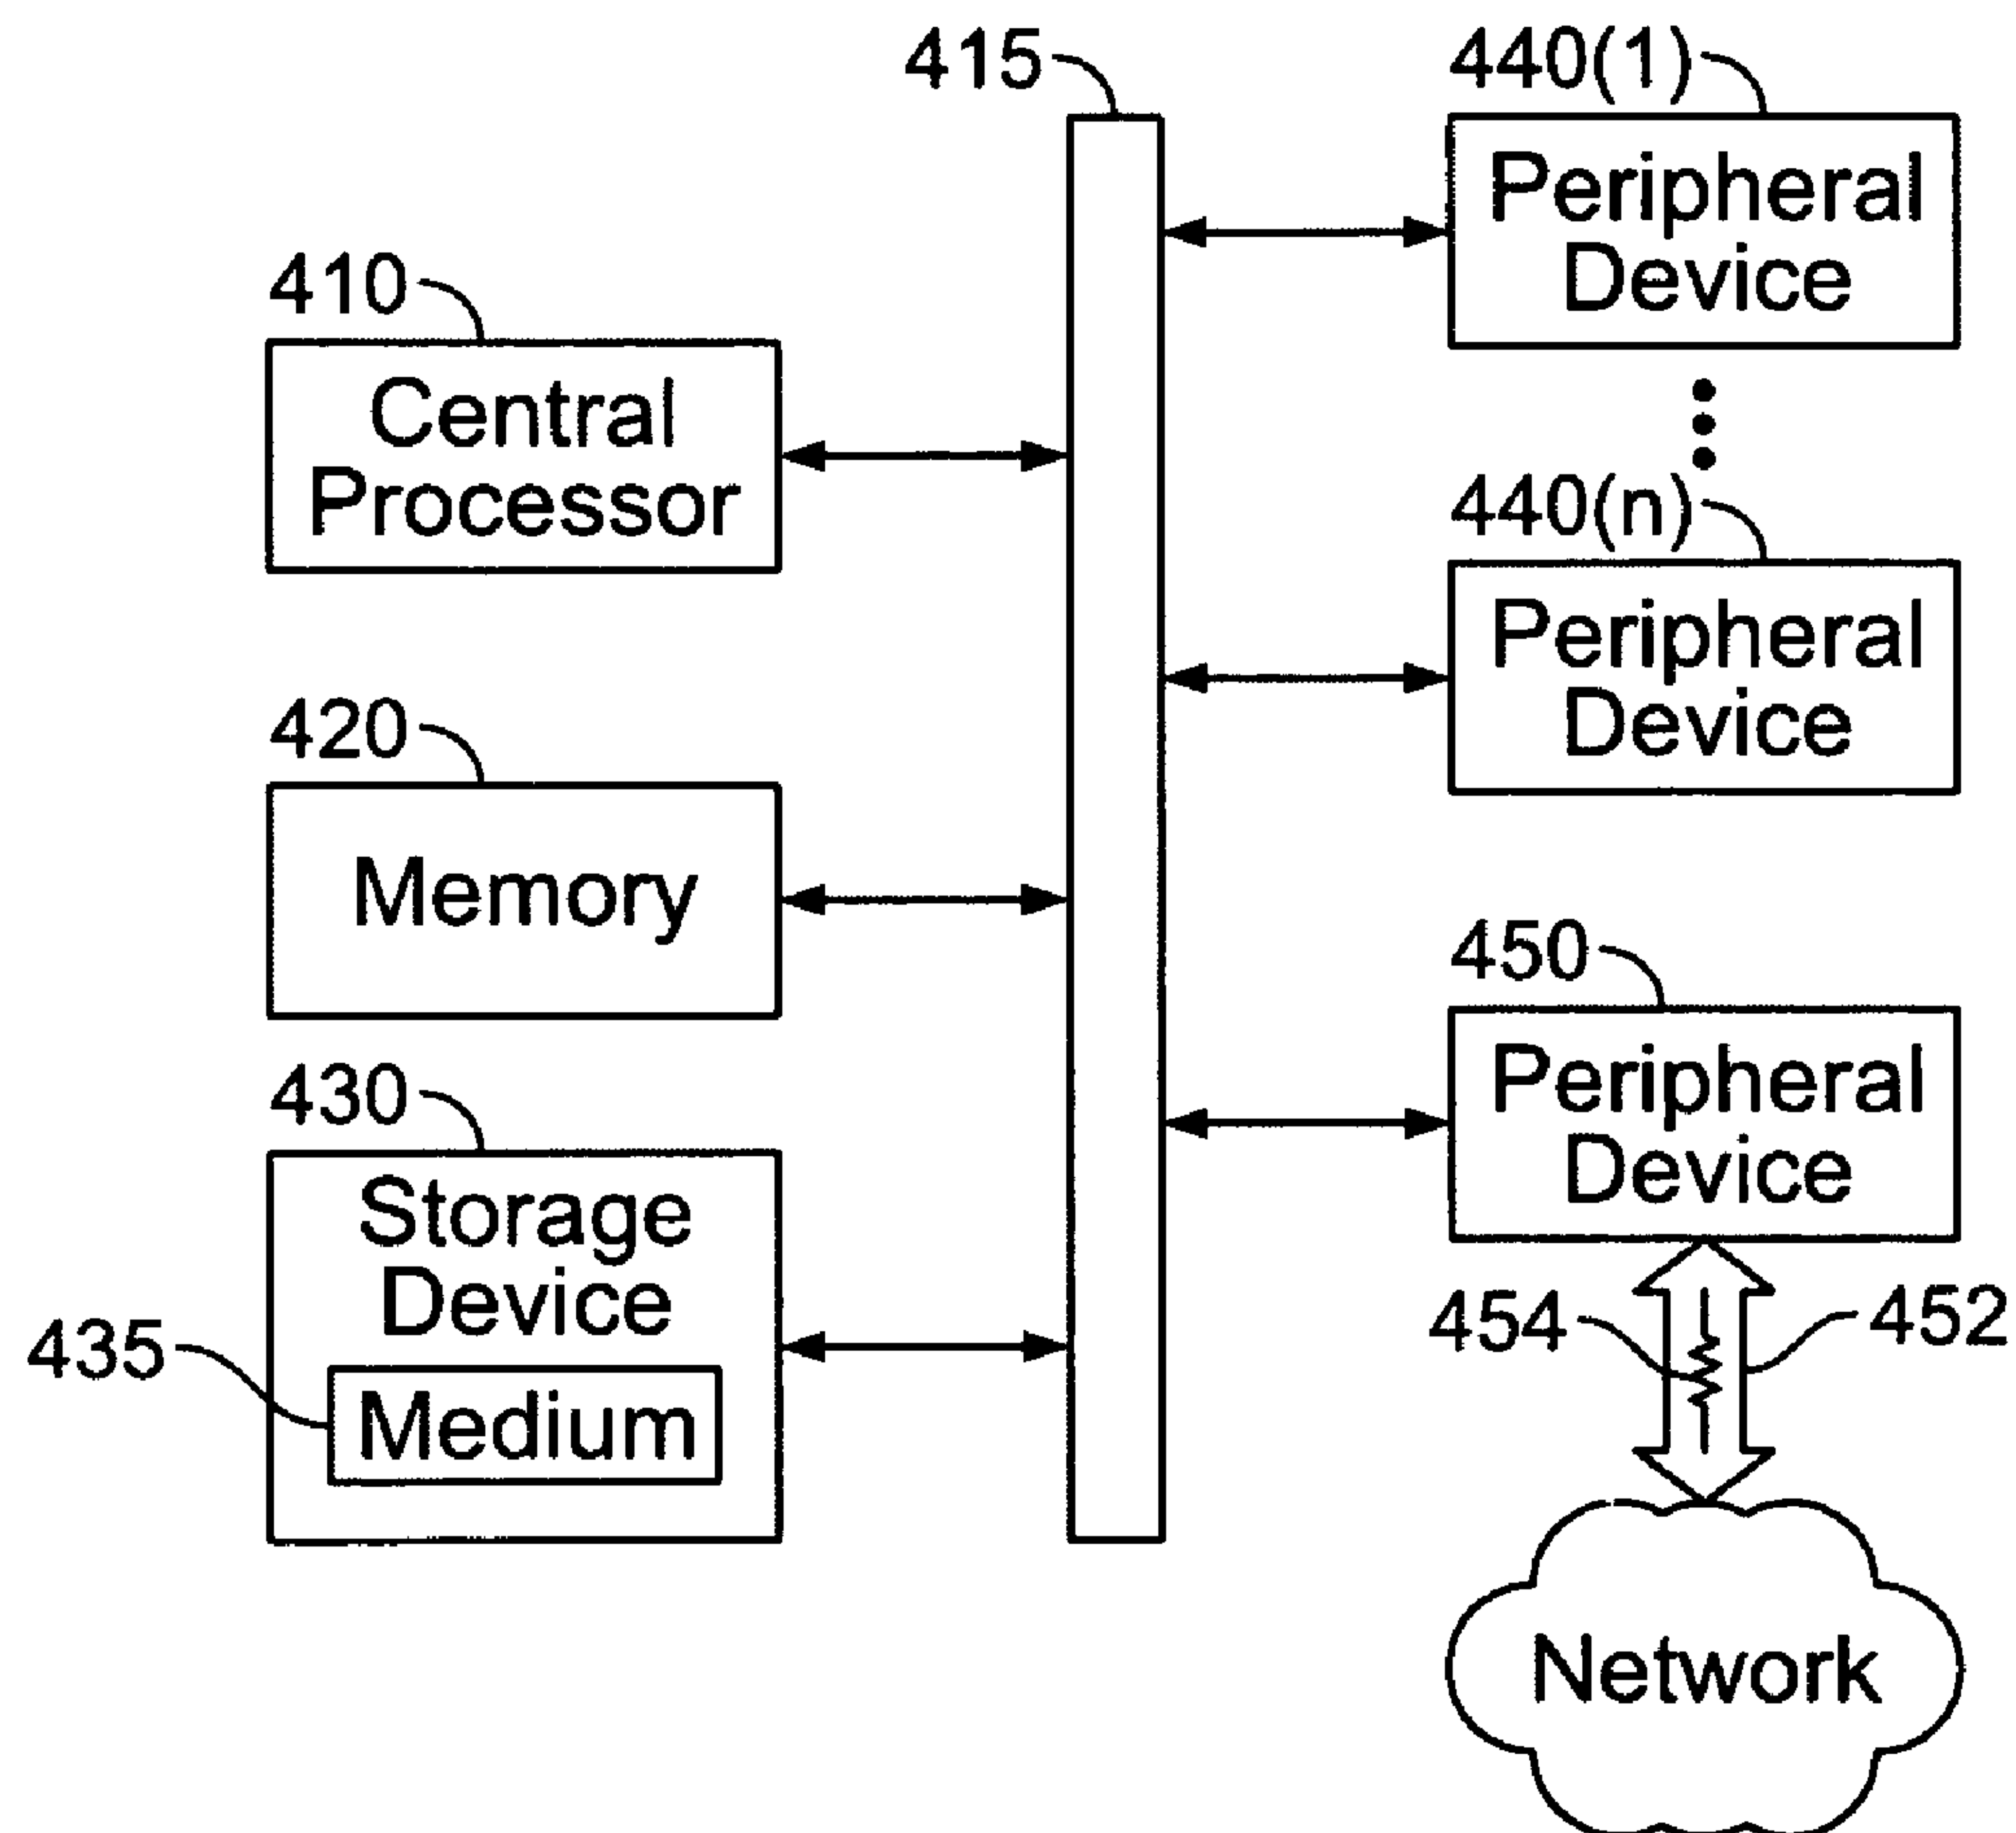 415
440(1)
Peripheral
Device
410
Central
Processor
440(n)
Peripheral
Device
420
Memory
450
Peripheral
Device
430
Storage
Device
435
Medium
454
452
Network